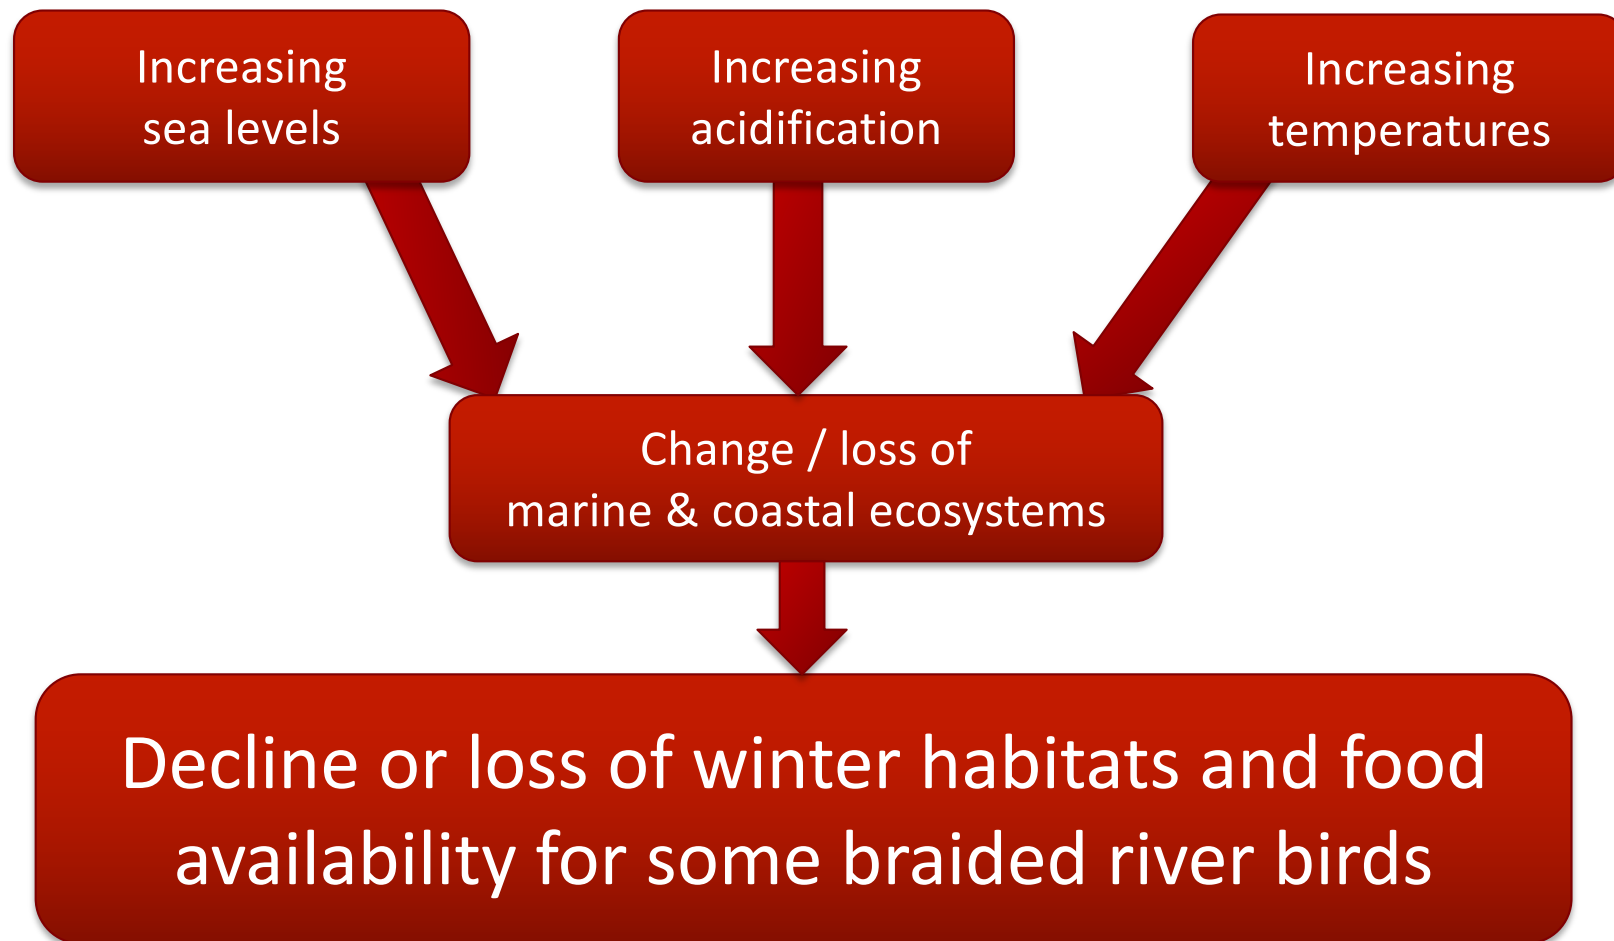 Increasing
sea levels
Increasing
acidification
Increasing
temperatures
Change / loss of
marine & coastal ecosystems
Decline or loss of winter habitats and food
availability for some braided river birds